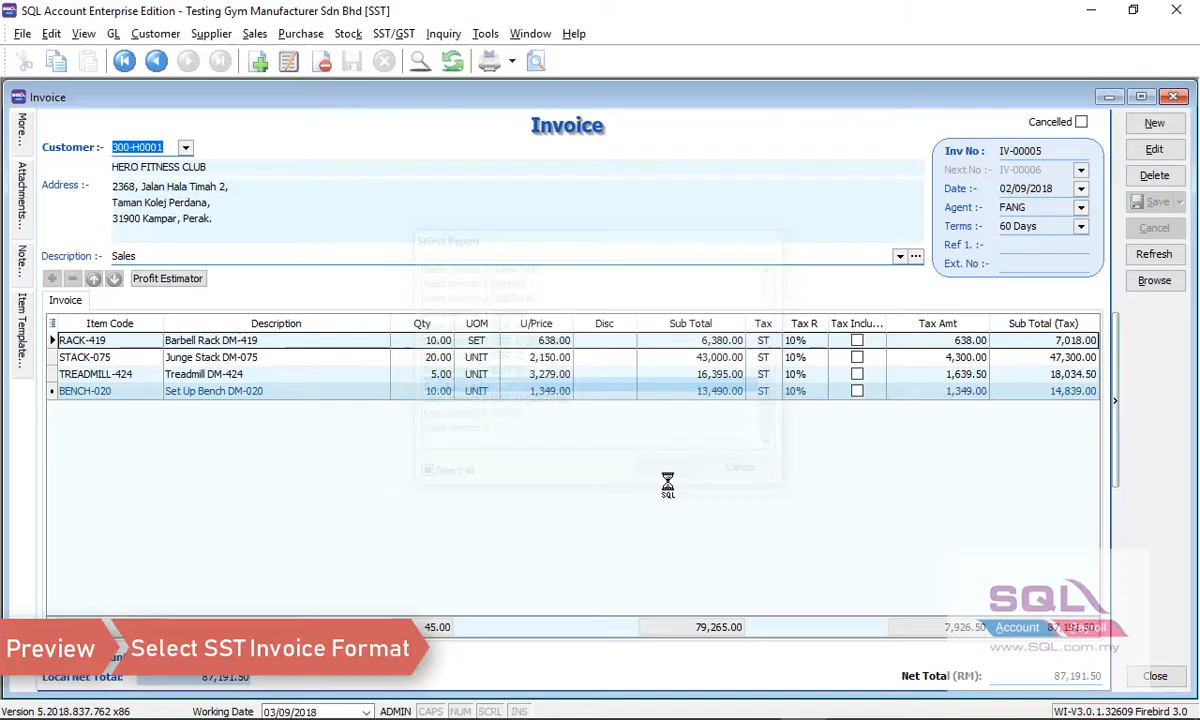 SQL Account Enterprise Edition - Testing Gym Manufacturer Sdn Bhd [SST]
File Edit View GL Customer Supplier Sales Purchase Stock SST/GST Inquiry Tools Window Help
Invoice
More...
Attachments...
Note...
Item Template...
Invoice
Cancelled
Customer :- 300-H0001
HERO FITNESS CLUB
Address :- 2368, Jalan Hala Timah 2,
Taman Kolej Perdana,
31900 Kampar, Perak.
Inv No : IV-00005
Next No :- IV-00006
Date :- 02/09/2018
Agent :- FANG
Terms :- 60 Days
Ref 1. :-
Ext. No :-
New
Edit
Delete
Save
Cancel
Refresh
Browse
Description :- Sales
Profit Estimator
Select Report
Invoice
Item Code Description Qty UOM U/Price Disc Sub Total Tax Tax R Tax Inclu... Tax Amt Sub Total (Tax)
RACK-419 Barbell Rack DM-419 10.00 SET 638.00 6,380.00 ST 10% 638.00 7,018.00
STACK-075 Junge Stack DM-075 20.00 UNIT 2,150.00 43,000.00 ST 10% 4,300.00 47,300.00
TREADMILL-424 Treadmill DM-424 5.00 UNIT 3,279.00 16,395.00 ST 10% 1,639.50 18,034.50
BENCH-020 Set Up Bench DM-020 10.00 UNIT 1,349.00 13,490.00 ST 10% 1,349.00 14,839.00
Select All
Cancel
SQL
45.00 79,265.00 7,926.50 87,191.50
SQL
Account Payroll
www.SQL.com.my
Preview Select SST Invoice Format
Local Net Total: 87,191.50
Net Total (RM): 87,191.50
Close
Version 5.2018.837.762 x86 Working Date 03/09/2018 ADMIN CAPS NUM SCRL INS WI-V3.0.1.32609 Firebird 3.0